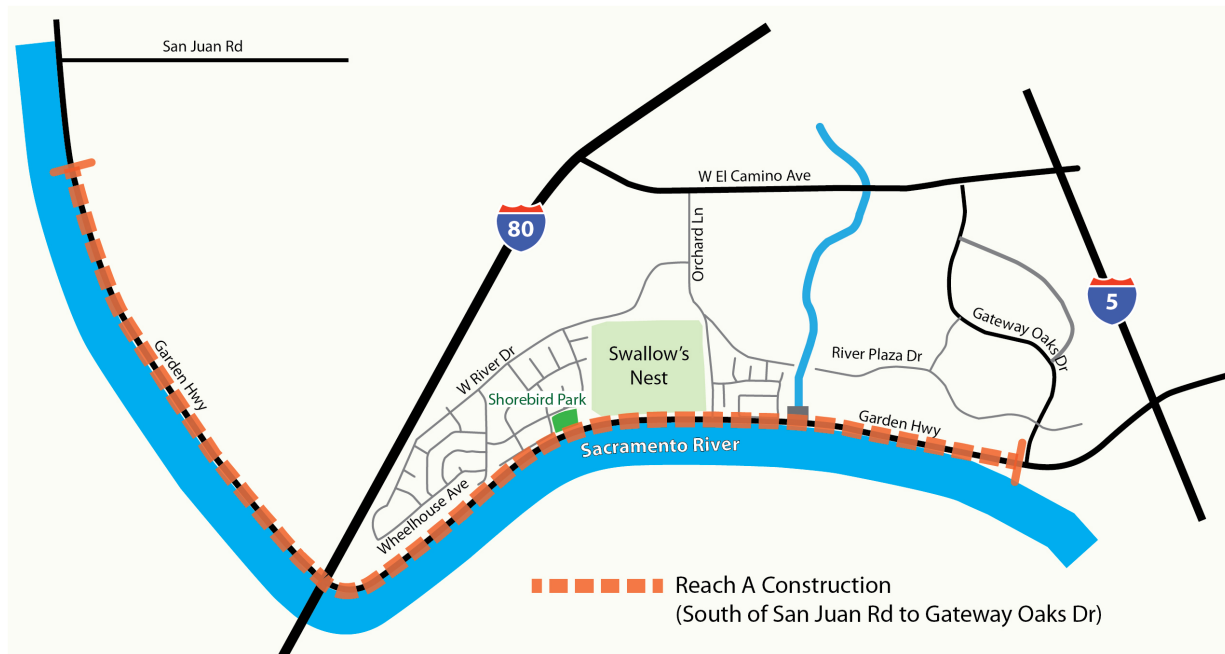 San Juan Rd
W El Camino Ave
80
Orchard Ln
5
Gateway Oaks Dr
Garden Hwy
Swallow's
Nest
River Plaza Dr
W River Dr
Shorebird Park
Garden Hwy
Sacramento River
Wheelhouse Ave
Reach A Construction
(South of San Juan Rd to Gateway Oaks Dr)